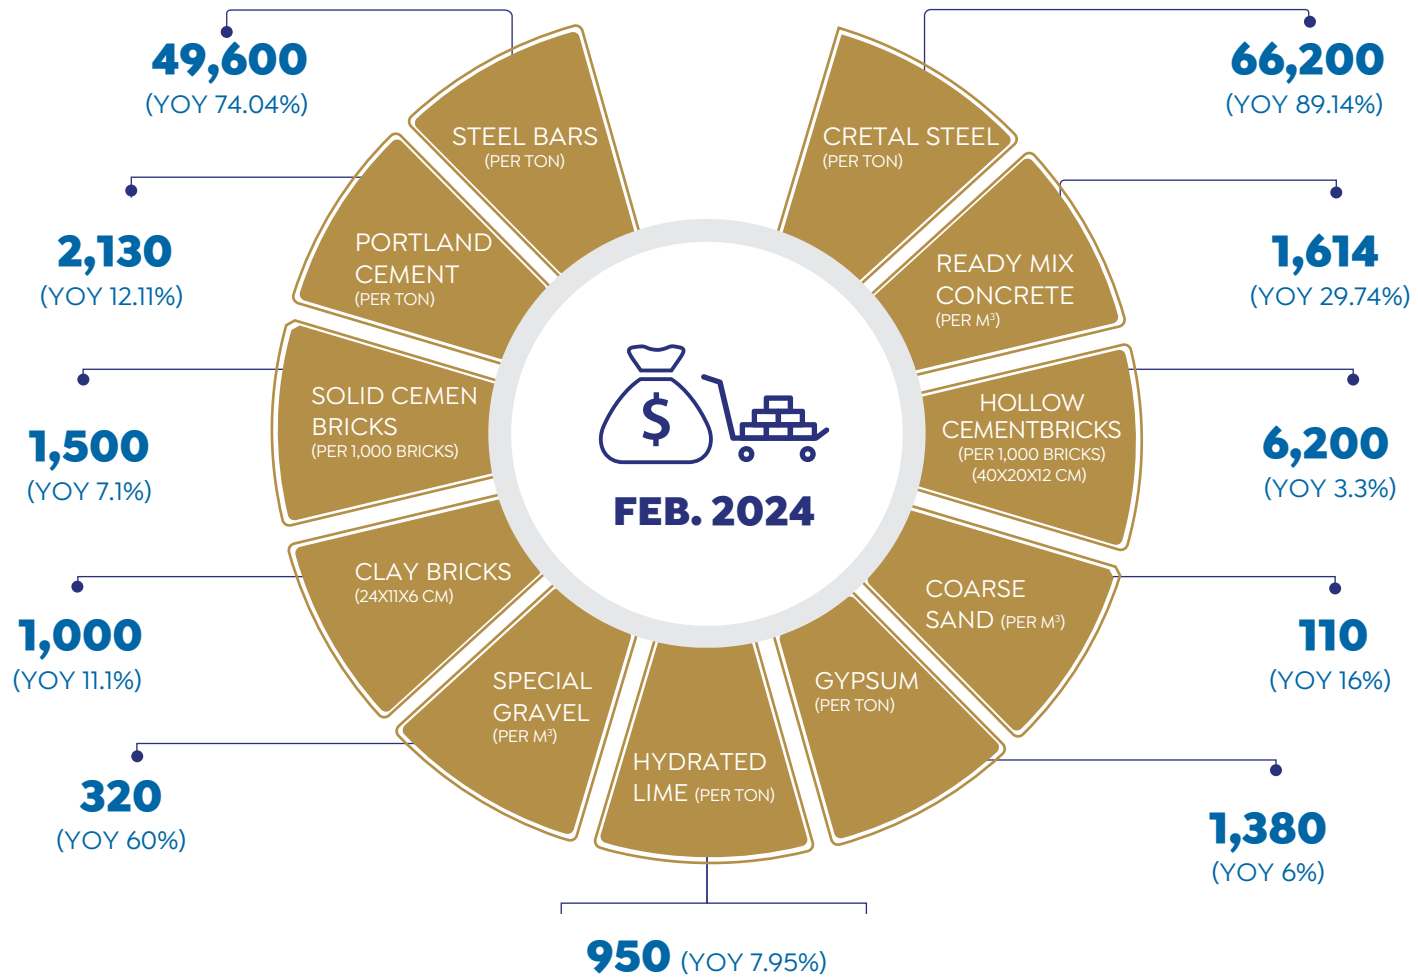 49,600
(YOY 74.04%)
STEEL BARS
(PER TON)
66,200
(YOY 89.14%)
CRETAL STEEL
(PER TON)
2,130
(YOY 12.11%)
PORTLAND
CEMENT
(PER TON)
1,614
(YOY 29.74%)
READY MIX
CONCRETE
(PER M³)
1,500
(YOY 7.1%)
SOLID CEMEN
BRICKS
(PER 1,000 BRICKS)
6,200
(YOY 3.3%)
HOLLOW
CEMENTBRICKS
(PER 1,000 BRICKS)
(40X20X12 CM)
$
FEB. 2024
1,000
(YOY 11.1%)
CLAY BRICKS
(24X11X6 CM)
110
(YOY 16%)
COARSE
SAND (PER M³)
320
(YOY 60%)
SPECIAL
GRAVEL
(PER M³)
1,380
(YOY 6%)
GYPSUM
(PER TON)
HYDRATED
LIME (PER TON)
950 (YOY 7.95%)